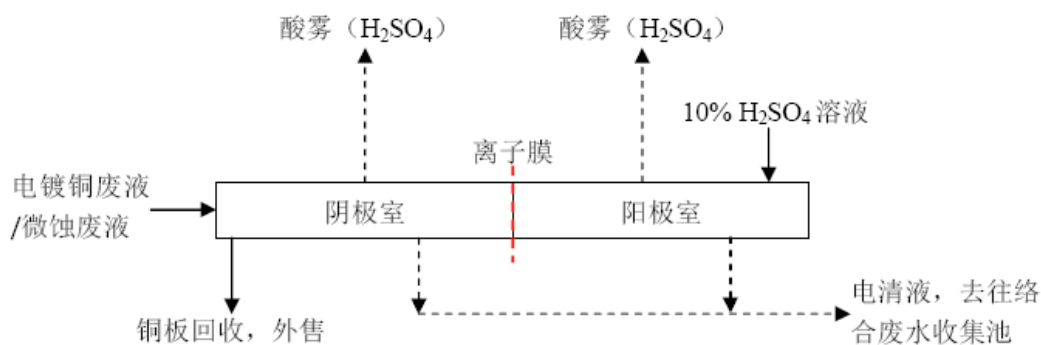 酸雾（H₂SO₄）
酸雾（H₂SO₄）
10% H₂SO₄溶液
离子膜
电镀铜废液
/微蚀废液
阴极室
阳极室
铜板回收，外售
电清液，去往络
合废水收集池